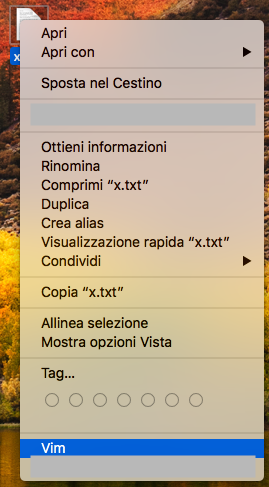 x
Apri
Apri con
Sposta nel Cestino
Ottieni informazioni
Rinomina
Comprimi “x.txt”
Duplica
Crea alias
Visualizzazione rapida “x.txt”
Condividi
Copia “x.txt”
Allinea selezione
Mostra opzioni Vista
Tag...
Vim